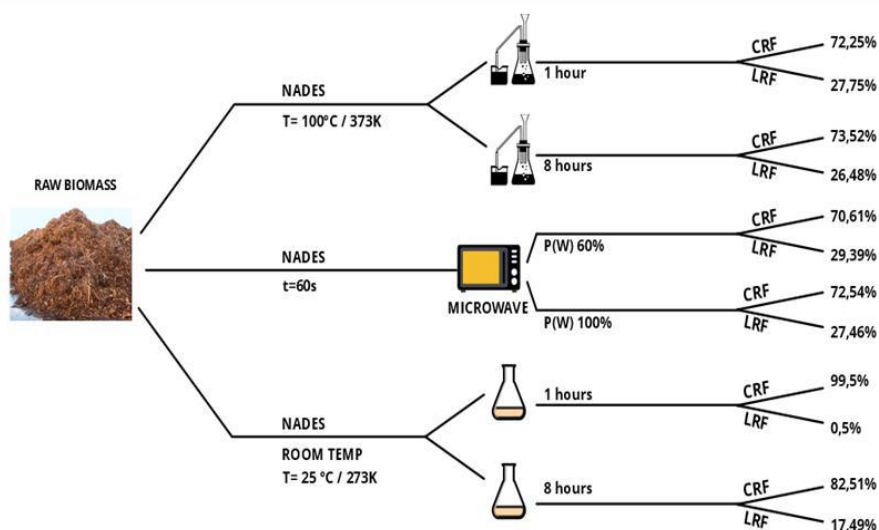 RAW BIOMASS
NADES
T= 100°C / 373K
1 hour
CRF
72,25%
LRF
27,75%
8 hours
CRF
73,52%
LRF
26,48%
NADES
t=60s
MICROWAVE
P(W) 60%
CRF
70,61%
LRF
29,39%
P(W) 100%
CRF
72,54%
LRF
27,46%
NADES
ROOM TEMP
T= 25 °C / 273K
1 hours
CRF
99,5%
LRF
0,5%
8 hours
CRF
82,51%
LRF
17,49%